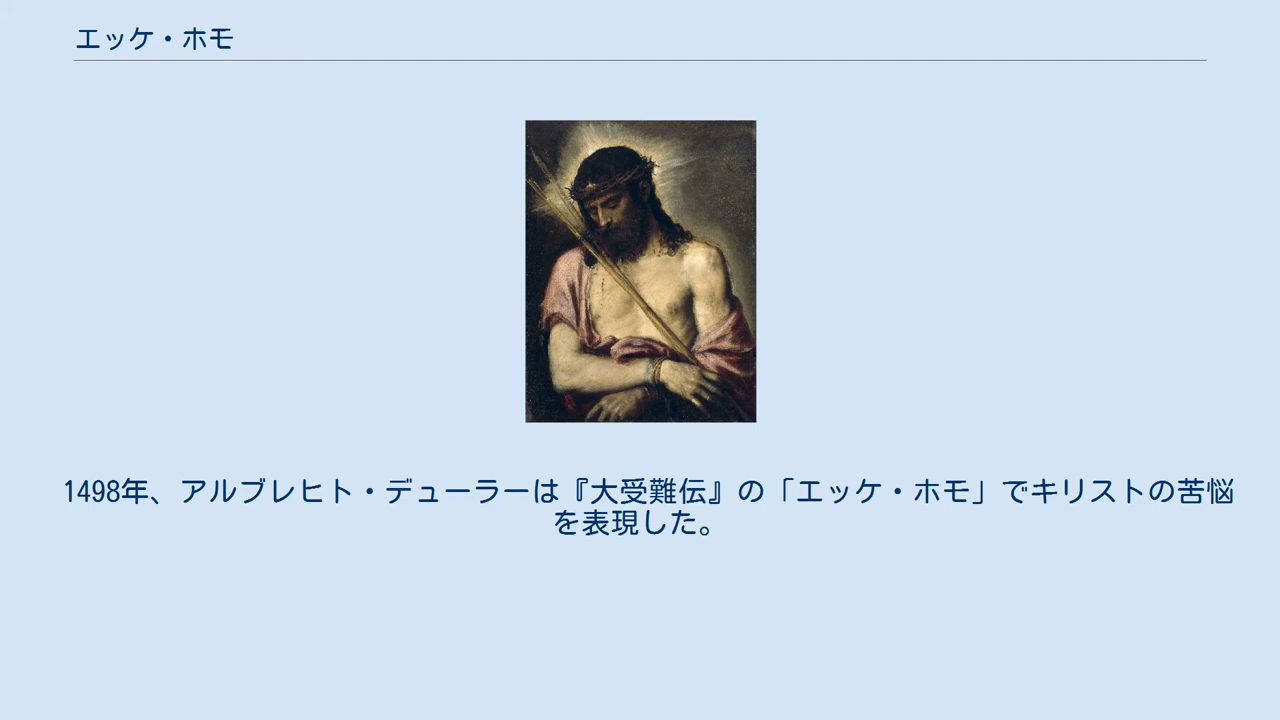 エッケ・ホモ
1498年、アルブレヒト・デューラーは『大受難伝』の「エッケ・ホモ」でキリストの苦悩
を表現した。